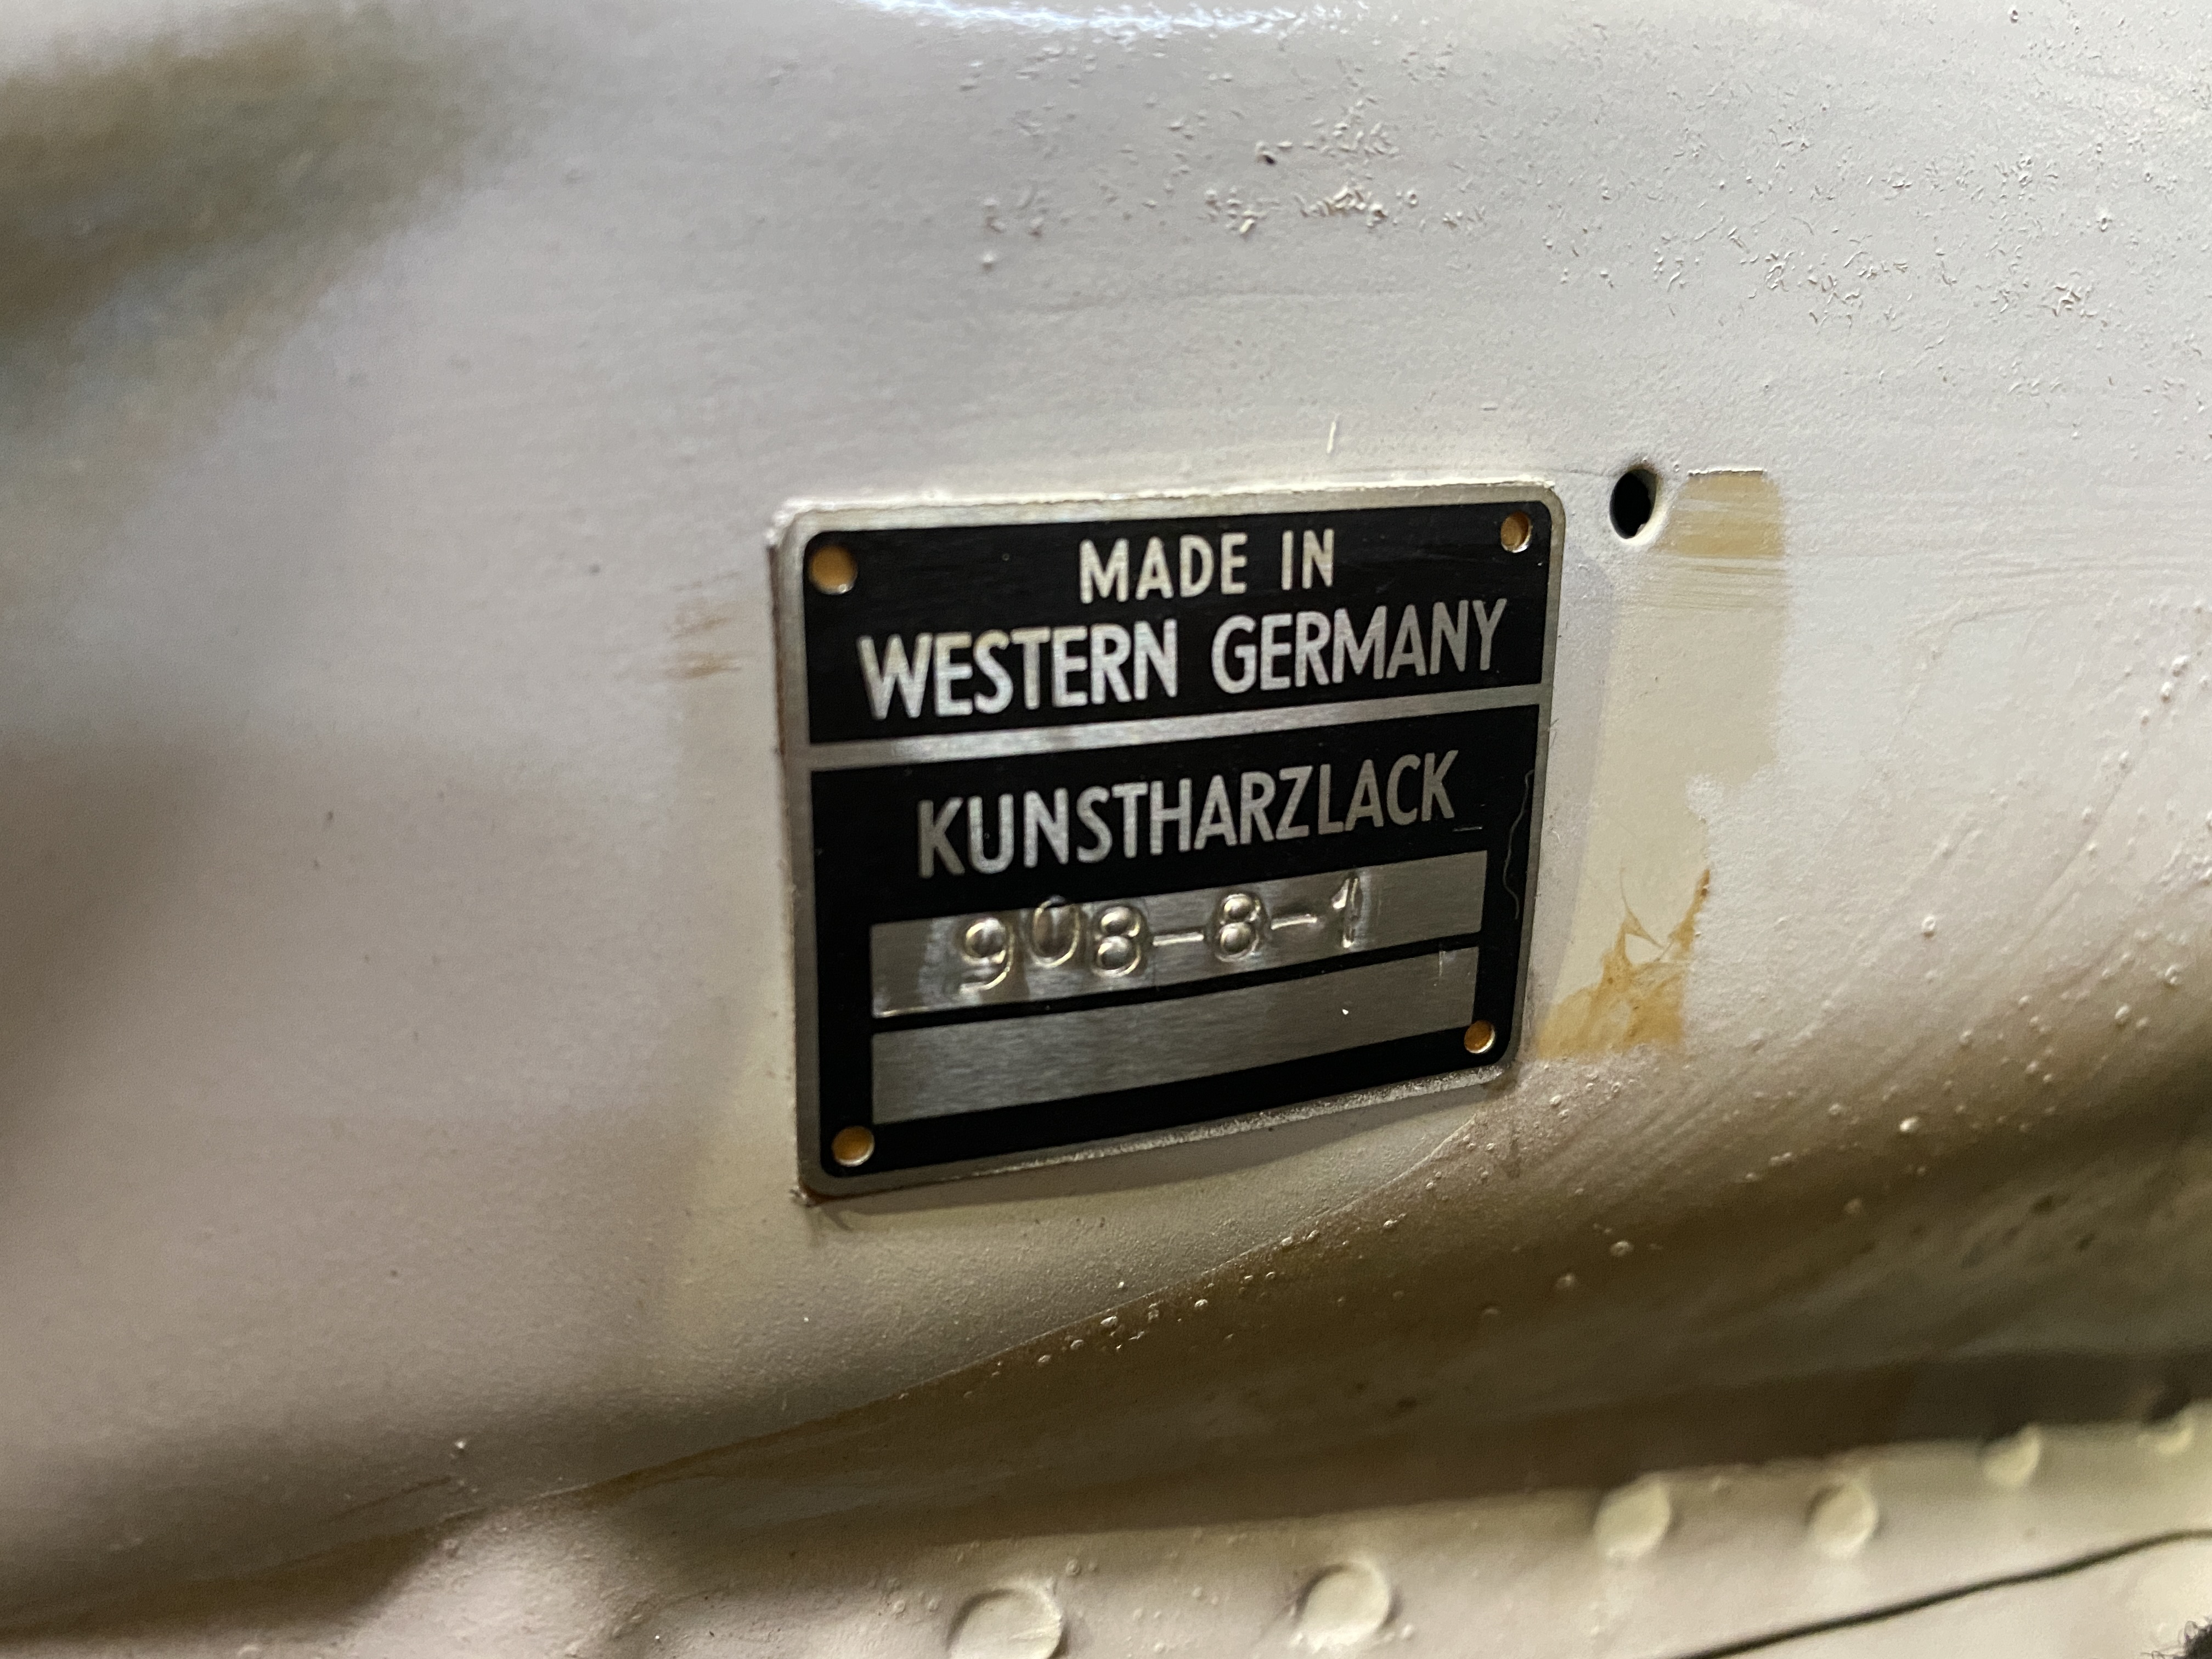 MADE IN
WESTERN GERMANY
KUNSTHARZLACK
908-8-1